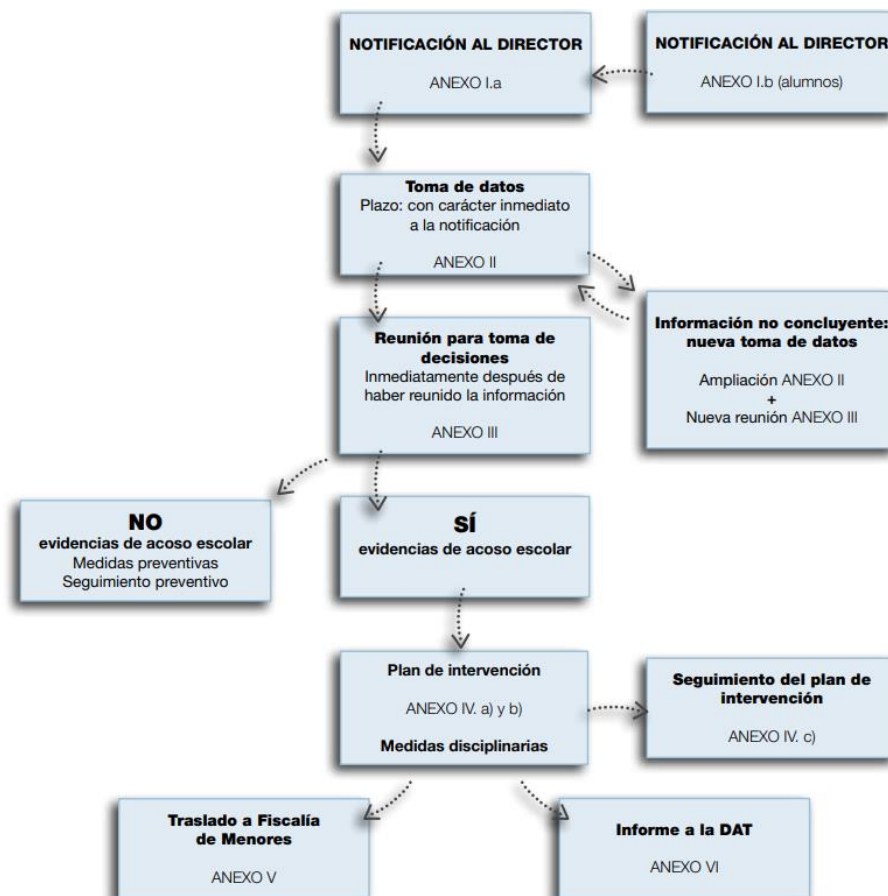 NOTIFICACIÓN AL DIRECTOR
ANEXO I.a
NOTIFICACIÓN AL DIRECTOR
ANEXO I.b (alumnos)
Toma de datos
Plazo: con carácter inmediato
a la notificación
ANEXO II
Información no concluyente:
nueva toma de datos
Ampliación ANEXO II
+
Nueva reunión ANEXO III
Reunión para toma de
decisiones
Inmediatamente después de
haber reunido la información
ANEXO III
NO
evidencias de acoso escolar
Medidas preventivas
Seguimiento preventivo
SÍ
evidencias de acoso escolar
Plan de intervención
ANEXO IV. a) y b)
Medidas disciplinarias
Seguimiento del plan de
intervención
ANEXO IV. c)
Traslado a Fiscalía
de Menores
ANEXO V
Informe a la DAT
ANEXO VI